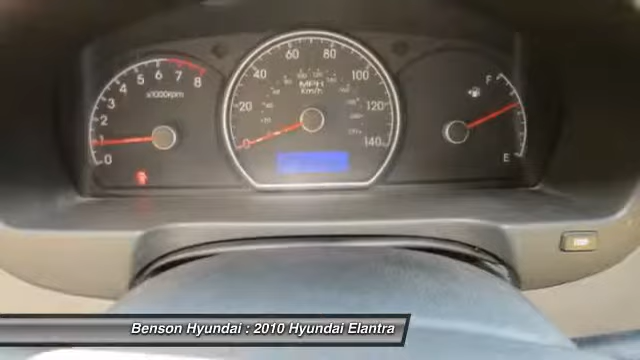 0 1 2 3 4 5 6 7 8
x1000rpm
0 20 40 60 80 100 120 140
MPH
km/h
F
E
Benson Hyundai : 2010 Hyundai Elantra